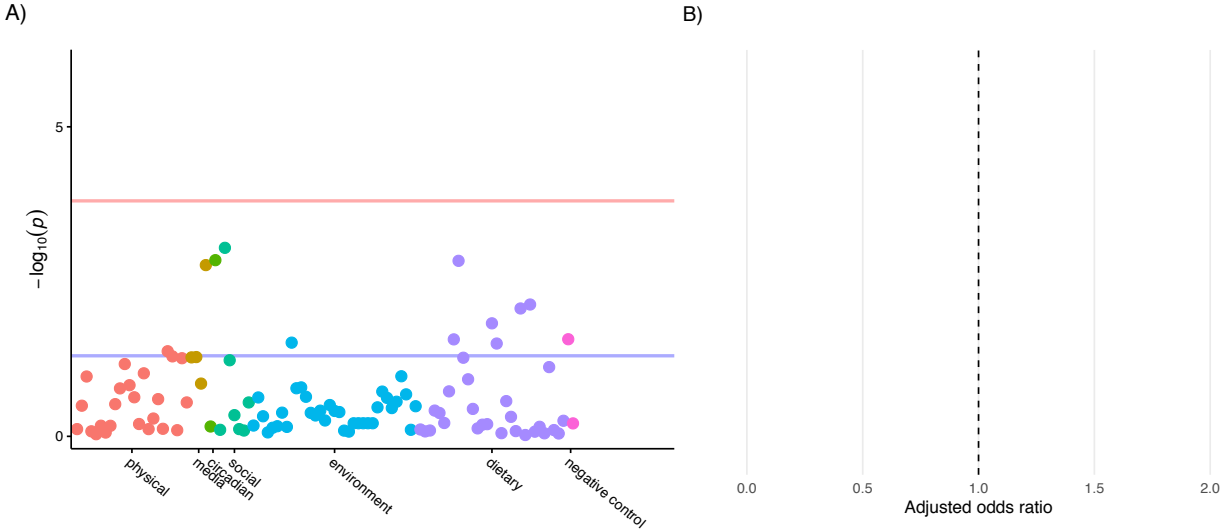 A)
B)
5
0
−log10(p)
physical
media
circadian
social
environment
dietary
negative control
0.0 0.5 1.0 1.5 2.0
Adjusted odds ratio